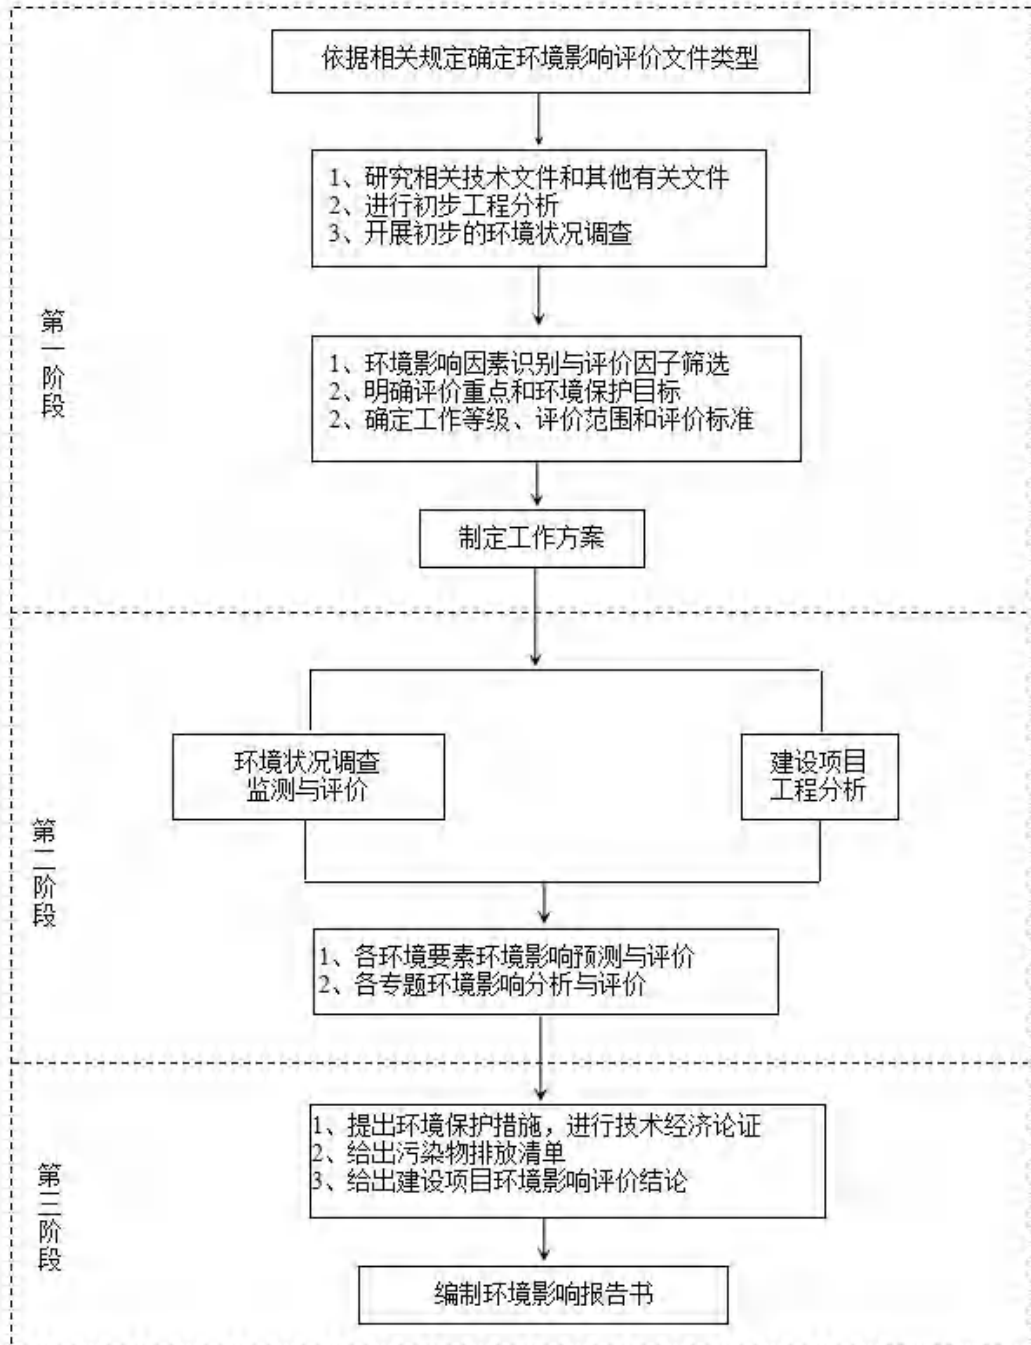 依据相关规定确定环境影响评价文件类型
1、研究相关技术文件和其他有关文件
2、进行初步工程分析
3、开展初步的环境状况调查
第一阶段
1、环境影响因素识别与评价因子筛选
2、明确评价重点和环境保护目标
2、确定工作等级、评价范围和评价标准
制定工作方案
环境状况调查
监测与评价
建设项目
工程分析
第二阶段
1、各环境要素环境影响预测与评价
2、各专题环境影响分析与评价
第三阶段
1、提出环境保护措施，进行技术经济论证
2、给出污染物排放清单
3、给出建设项目环境影响评价结论
编制环境影响报告书